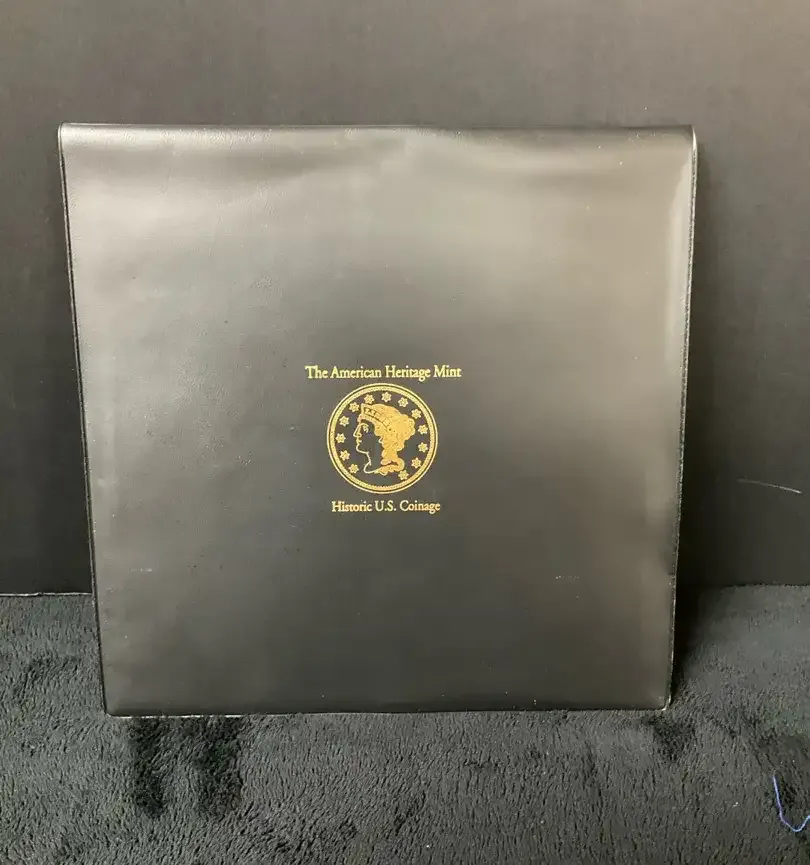 The American Heritage Mint
Historic U.S. Coinage